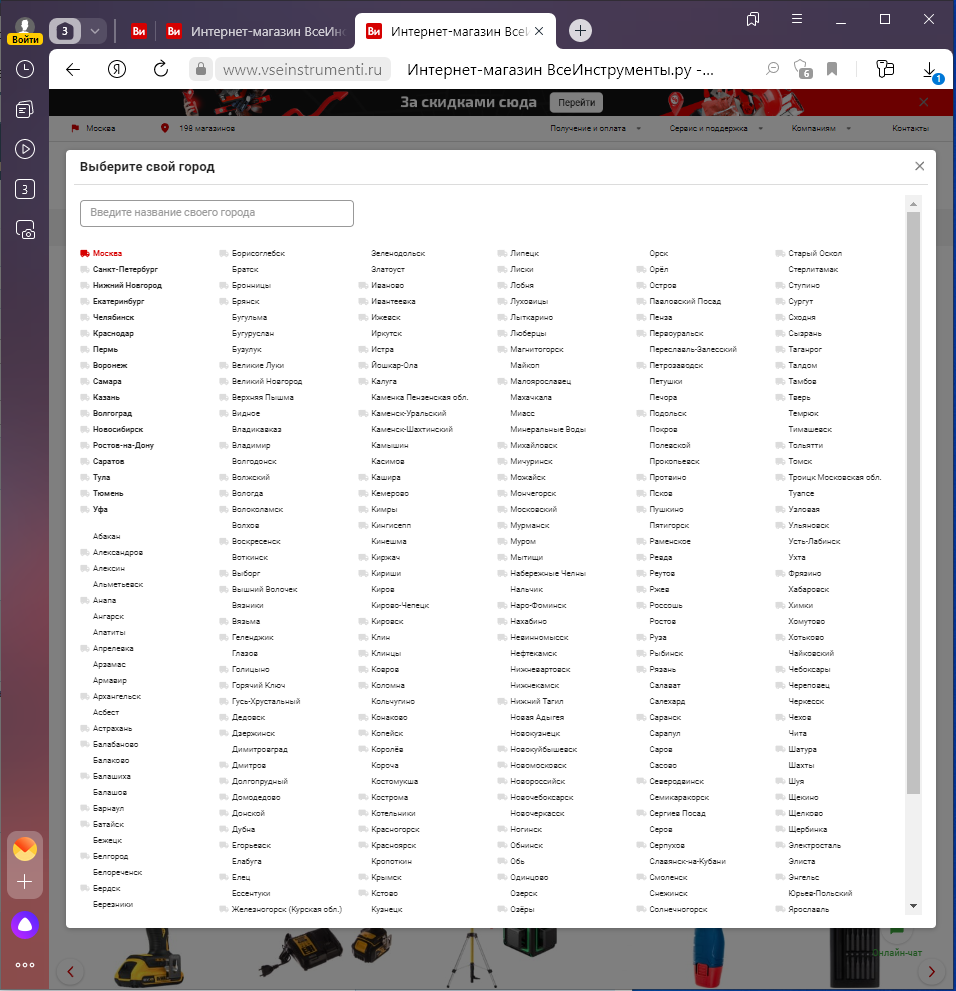 Войти
3
Ви
Ви Интернет-магазин ВсеИн
Ви Интернет-магазин Все
www.vseinstrumenti.ru
Интернет-магазин ВсеИнструменты.ру -...
6
1
3
За скидками сюда
Перейти
Москва
198 магазинов
Получение и оплата
Сервис и поддержка
Компаниям
Контакты
Выберите свой город
Введите название своего города
Москва
Санкт-Петербург
Нижний Новгород
Екатеринбург
Челябинск
Краснодар
Пермь
Воронеж
Самара
Казань
Волгоград
Новосибирск
Ростов-на-Дону
Саратов
Тула
Тюмень
Уфа
Абакан
Александров
Алексин
Альметьевск
Анапа
Ангарск
Апатиты
Апрелевка
Арзамас
Армавир
Архангельск
Асбест
Астрахань
Балабаново
Балаково
Балашиха
Балашов
Барнаул
Батайск
Бежецк
Белгород
Белореченск
Бердск
Березники
Борисоглебск
Братск
Бронницы
Брянск
Бугульма
Бугуруслан
Бузулук
Великие Луки
Великий Новгород
Верхняя Пышма
Видное
Владикавказ
Владимир
Волгодонск
Волжский
Вологда
Волоколамск
Волхов
Воскресенск
Воткинск
Выборг
Вышний Волочек
Вязники
Вязьма
Геленджик
Глазов
Голицыно
Горячий Ключ
Гусь-Хрустальный
Дедовск
Дзержинск
Димитровград
Дмитров
Долгопрудный
Домодедово
Донской
Дубна
Егорьевск
Елабуга
Елец
Ессентуки
Железногорск (Курская обл.)
Зеленодольск
Златоуст
Иваново
Ивантеевка
Ижевск
Иркутск
Истра
Йошкар-Ола
Калуга
Каменка Пензенская обл.
Каменск-Уральский
Каменск-Шахтинский
Камышин
Касимов
Кашира
Кемерово
Кимры
Кингисепп
Кинешма
Киржач
Кириши
Киров
Кирово-Чепецк
Кировск
Клин
Клинцы
Ковров
Коломна
Кольчугино
Конаково
Копейск
Королёв
Короча
Костомукша
Кострома
Котельники
Красногорск
Красноярск
Кропоткин
Крымск
Кстово
Кузнецк
Липецк
Лиски
Лобня
Луховицы
Лыткарино
Люберцы
Магнитогорск
Майкоп
Малоярославец
Махачкала
Миасс
Минеральные Воды
Михайловск
Мичуринск
Можайск
Мончегорск
Московский
Мурманск
Муром
Мытищи
Набережные Челны
Нальчик
Наро-Фоминск
Нахабино
Невинномысск
Нефтекамск
Нижневартовск
Нижнекамск
Нижний Тагил
Новая Адыгея
Новокузнецк
Новокуйбышевск
Новомосковск
Новороссийск
Новочебоксарск
Новочеркасск
Ногинск
Обнинск
Обь
Одинцово
Озерск
Озёры
Орск
Орёл
Остров
Павловский Посад
Пенза
Первоуральск
Переславль-Залесский
Петрозаводск
Петушки
Печора
Подольск
Покров
Полевской
Прокопьевск
Протвино
Псков
Пушкино
Пятигорск
Раменское
Ревда
Реутов
Ржев
Россошь
Ростов
Руза
Рыбинск
Рязань
Салават
Салехард
Саранск
Сарапул
Саров
Сасово
Северодвинск
Семикаракорск
Сергиев Посад
Серов
Серпухов
Славянск-на-Кубани
Смоленск
Снежинск
Солнечногорск
Старый Оскол
Стерлитамак
Ступино
Сургут
Сходня
Сызрань
Таганрог
Талдом
Тамбов
Тверь
Темрюк
Тимашевск
Тольятти
Томск
Троицк Московская обл.
Туапсе
Узловая
Ульяновск
Усть-Лабинск
Ухта
Фрязино
Хабаровск
Химки
Хомутово
Хотьково
Чайковский
Чебоксары
Череповец
Черкесск
Чехов
Чита
Шатура
Шахты
Шуя
Щекино
Щелково
Щербинка
Электросталь
Элиста
Энгельс
Юрьев-Польский
Ярославль
Онлайн-чат